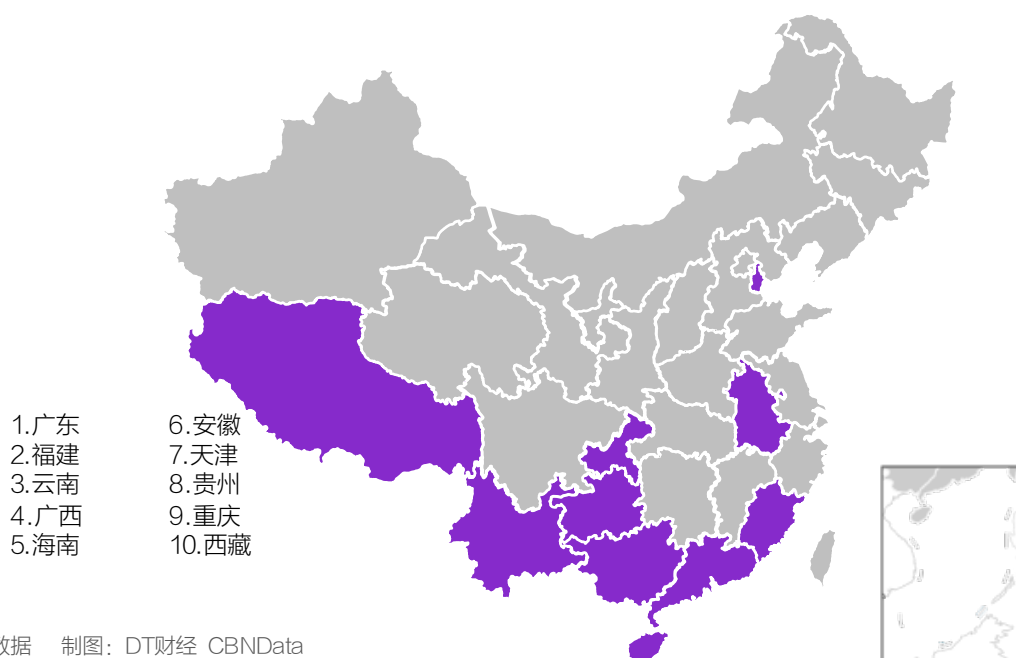 1.广东
2.福建
3.云南
4.广西
5.海南
6.安徽
7.天津
8.贵州
9.重庆
10.西藏
数据 制图：DT财经 CBNData